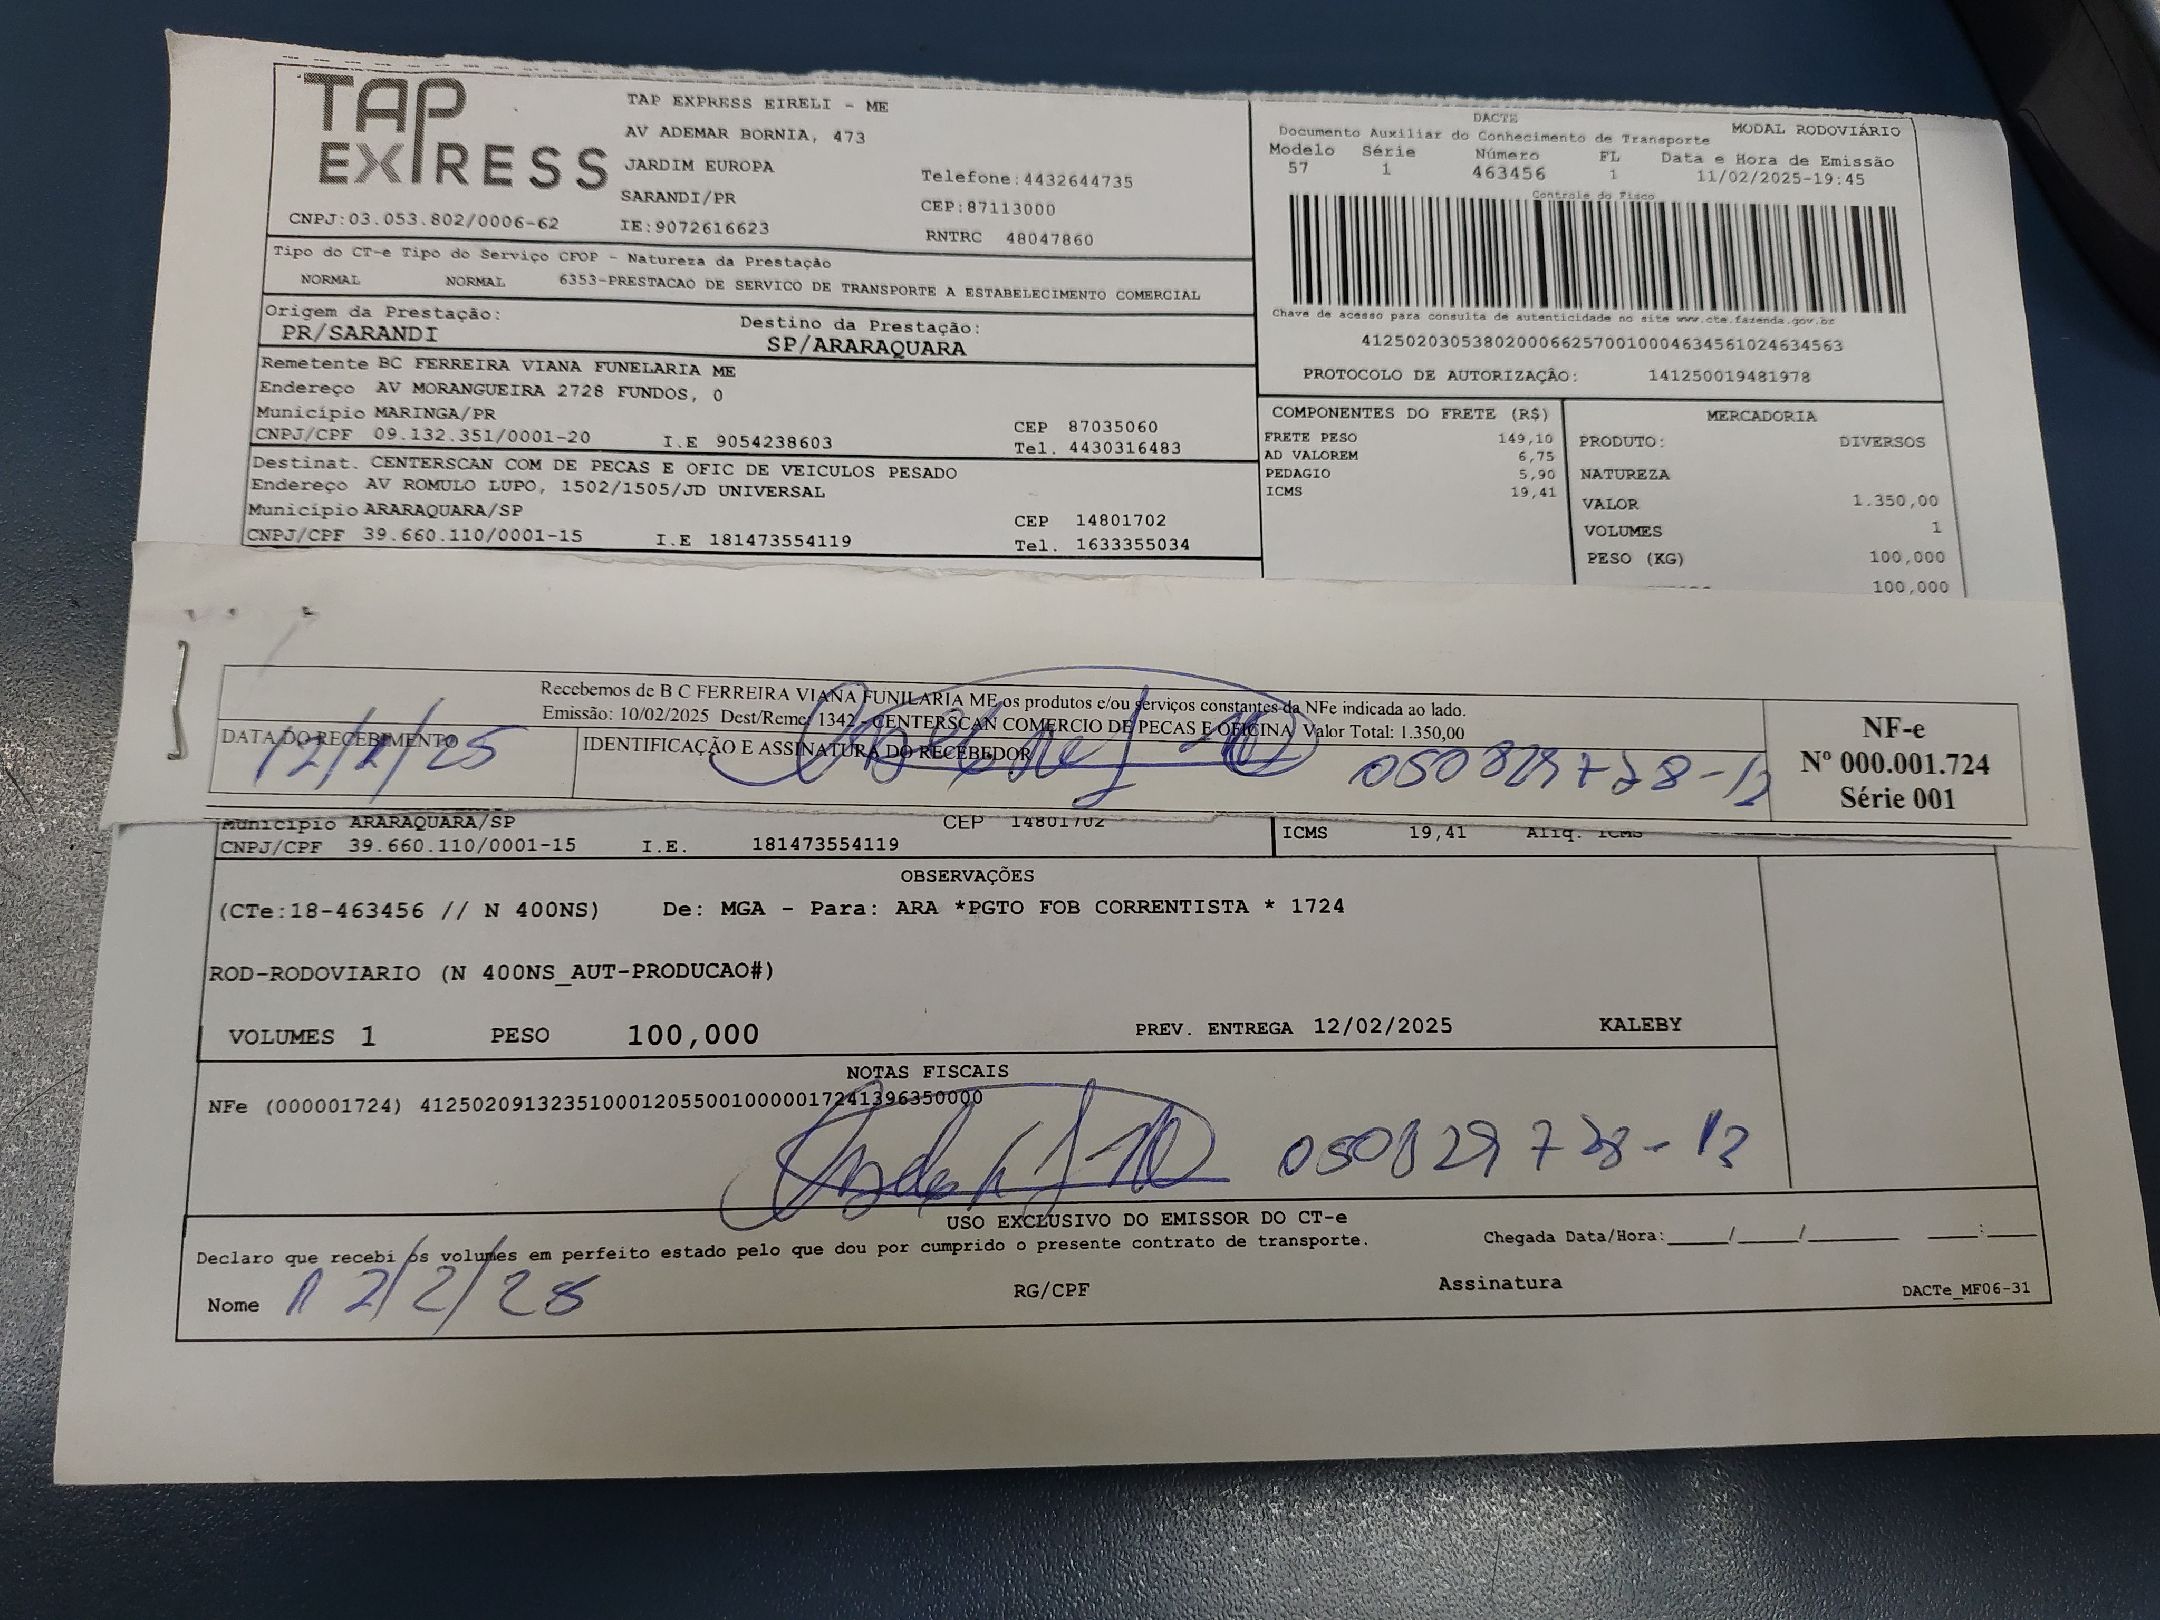 TAP EXPRESS
TAP EXPRESS EIRELI - ME
AV ADEMAR BORNIA, 473
JARDIM EUROPA
SARANDI/PR
Telefone:4432644735
CEP:87113000
CNPJ:03.053.802/0006-62 IE:9072616623 RNTRC 48047860
DACTE
Documento Auxiliar do Conhecimento de Transporte MODAL RODOVIÁRIO
Modelo Série Número FL Data e Hora de Emissão
57 1 463456 1 11/02/2025-19:45
Controle do Fisco
Chave de acesso para consulta de autenticidade no site www.cte.fazenda.gov.br
41250203053802000662570010004634561024634563
PROTOCOLO DE AUTORIZAÇÃO: 141250019481978
Tipo do CT-e Tipo do Serviço CFOP - Natureza da Prestação
NORMAL NORMAL 6353-PRESTACAO DE SERVICO DE TRANSPORTE A ESTABELECIMENTO COMERCIAL
Origem da Prestação: Destino da Prestação:
PR/SARANDI SP/ARARAQUARA
Remetente BC FERREIRA VIANA FUNELARIA ME
Endereço AV MORANGUEIRA 2728 FUNDOS, 0
Município MARINGA/PR CEP 87035060
CNPJ/CPF 09.132.351/0001-20 I.E 9054238603 Tel. 4430316483
Destinat. CENTERSCAN COM DE PECAS E OFIC DE VEICULOS PESADO
Endereço AV ROMULO LUPO, 1502/1505/JD UNIVERSAL
Município ARARAQUARA/SP CEP 14801702
CNPJ/CPF 39.660.110/0001-15 I.E 181473554119 Tel. 1633355034
COMPONENTES DO FRETE (R$)
FRETE PESO 149,10
AD VALOREM 6,75
PEDAGIO 5,90
ICMS 19,41
MERCADORIA
PRODUTO: DIVERSOS
NATUREZA
VALOR 1.350,00
VOLUMES 1
PESO (KG) 100,000
100,000
Recebemos de B C FERREIRA VIANA FUNILARIA ME os produtos e/ou serviços constantes da NFe indicada ao lado.
Emissão: 10/02/2025 Dest/Reme: 1342 - CENTERSCAN COMERCIO DE PECAS E OFICINA Valor Total: 1.350,00
DATA DO RECEBIMENTO IDENTIFICAÇÃO E ASSINATURA DO RECEBEDOR
12/2/25
NF-e
Nº 000.001.724
Série 001
Município ARARAQUARA/SP CEP 14801702 ICMS 19,41 Aliq. ICMS
CNPJ/CPF 39.660.110/0001-15 I.E. 181473554119
OBSERVAÇÕES
(CTe:18-463456 // N 400NS) De: MGA - Para: ARA *PGTO FOB CORRENTISTA * 1724
ROD-RODOVIARIO (N 400NS_AUT-PRODUCAO#)
VOLUMES 1 PESO 100,000 PREV. ENTREGA 12/02/2025 KALEBY
NOTAS FISCAIS
NFe (000001724) 41250209132351000120550010000017241396350000
USO EXCLUSIVO DO EMISSOR DO CT-e
Declaro que recebi os volumes em perfeito estado pelo que dou por cumprido o presente contrato de transporte.
Chegada Data/Hora:____/____/______ ___:___
Nome 12/2/25 RG/CPF Assinatura
DACTe_MF06-31